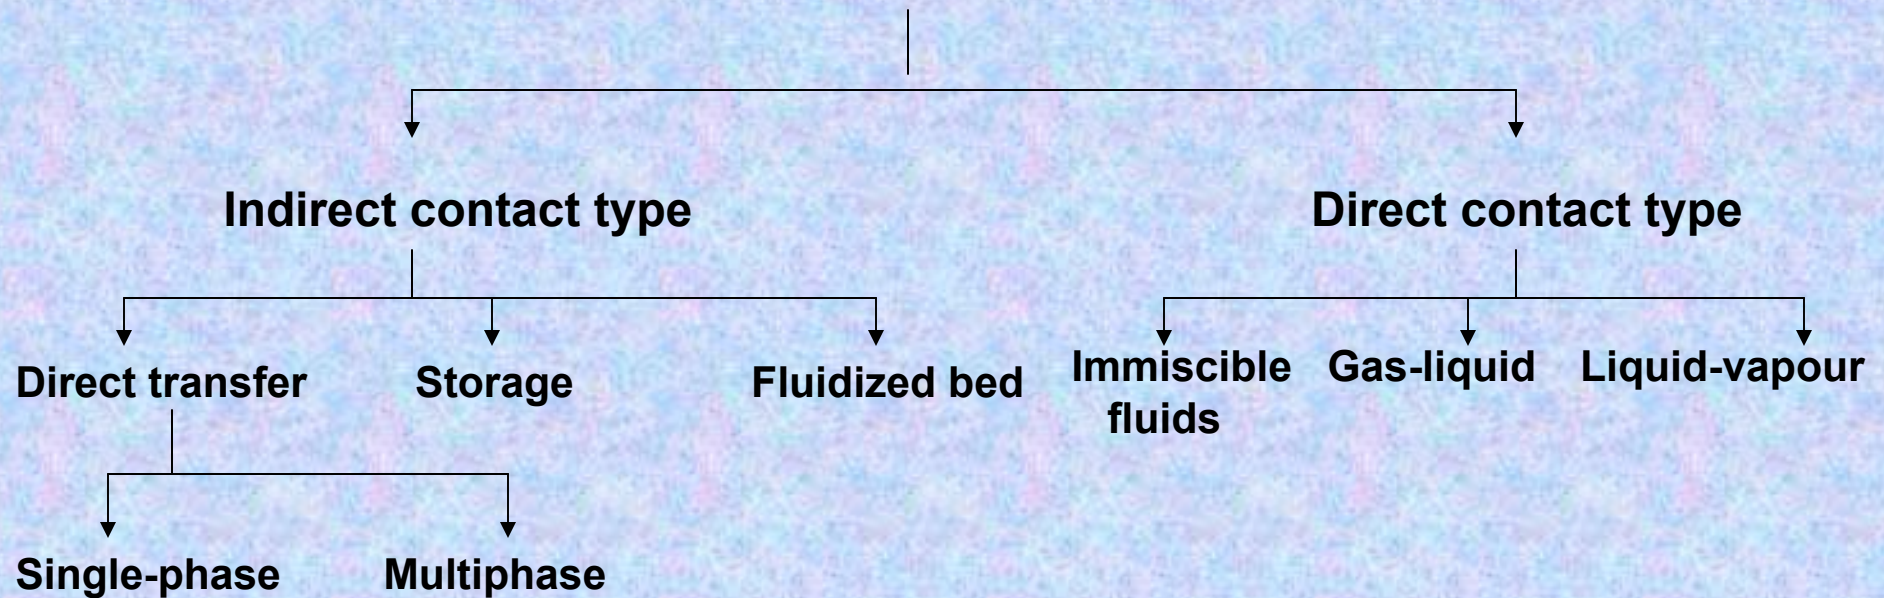 Indirect contact type
Direct contact type
Direct transfer
Storage
Fluidized bed
Immiscible
fluids
Gas-liquid
Liquid-vapour
Single-phase
Multiphase